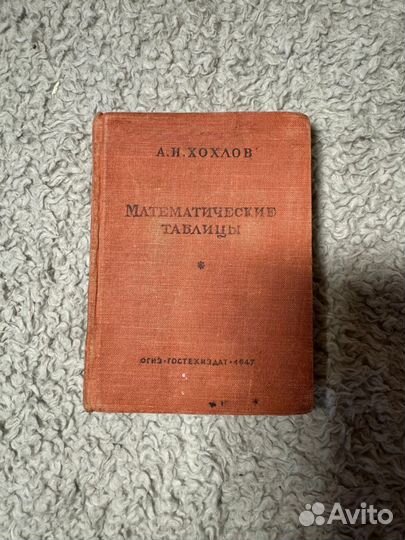 А.Н.ХОХЛОВ
МАТЕМАТИЧЕСКИЕ
ТАБЛИЦЫ
*
ОГИЗ·ГОСТЕХИЗДАТ·1947
Avito